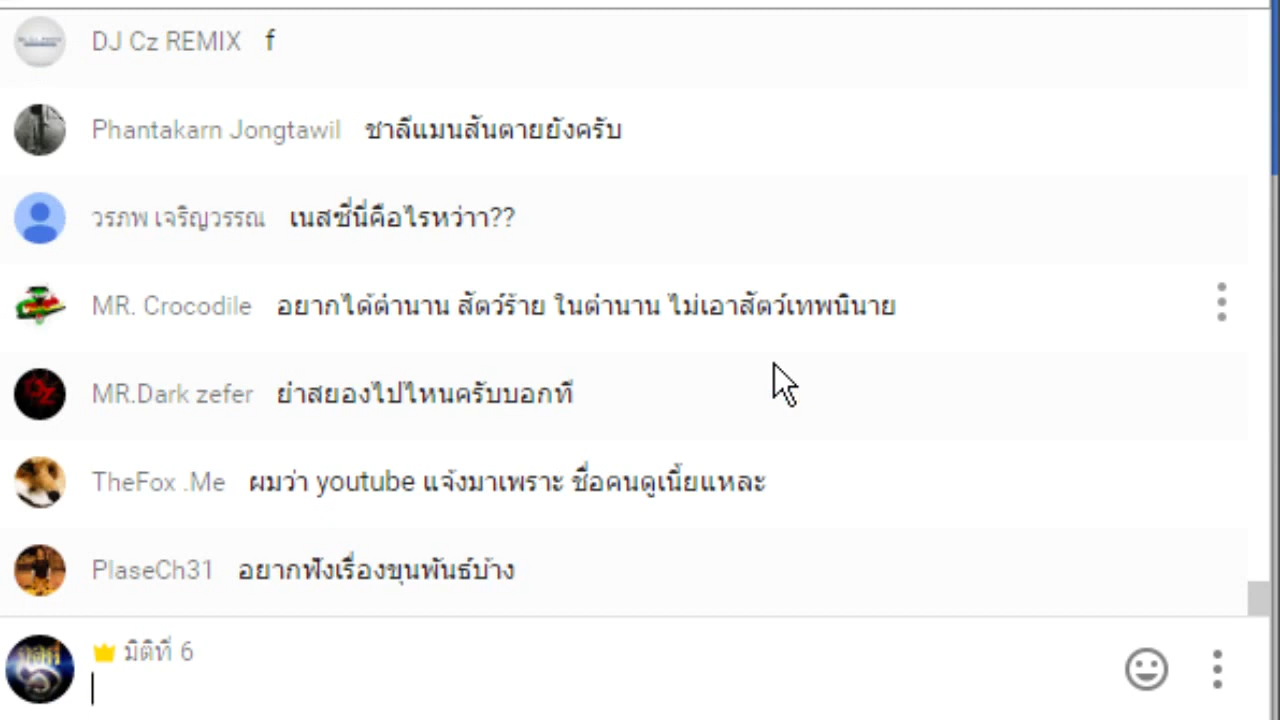 DJ Cz REMIX f
Phantakarn Jongtawil ชาลีแมนสันตายยังครับ
วรภพ เจริญวรรณ เนสซี่นี่คือไรหว่าา??
MR. Crocodile อยากได้ตำนาน สัตว์ร้าย ในตำนาน ไม่เอาสัตว์เทพนินาย
MR.Dark zefer ย่าสยองไปไหนครับบอกที
TheFox .Me ผมว่า youtube แจ้งมาเพราะ ชื่อคนดูเนี้ยแหละ
PlaseCh31 อยากฟังเรื่องขุนพันธ์บ้าง
มิติที่ 6